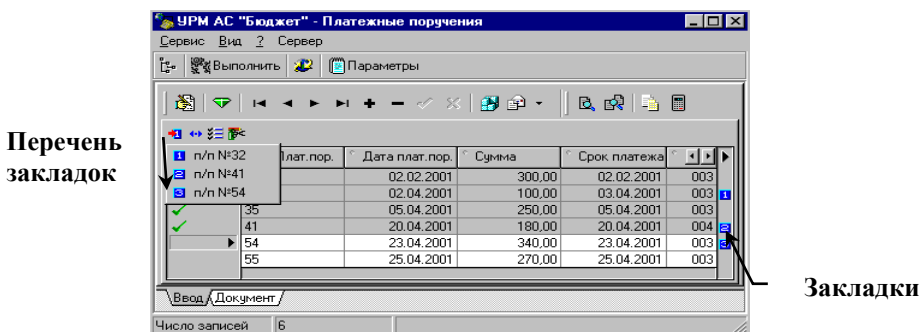 УРМ АС "Бюджет" - Платежные поручения
Сервис Вид ? Сервер
Выполнить Параметры
Перечень закладок
1 п/п №32
2 п/п №41
3 п/п №54
Плат.пор. Дата плат.пор. Сумма Срок платежа
02.02.2001 300,00 02.02.2001 003
02.04.2001 100,00 03.04.2001 003 1
35 05.04.2001 250,00 05.04.2001 003
41 20.04.2001 180,00 20.04.2001 004 2
54 23.04.2001 340,00 23.04.2001 003 3
55 25.04.2001 270,00 25.04.2001 003
Закладки
Ввод Документ
Число записей 6